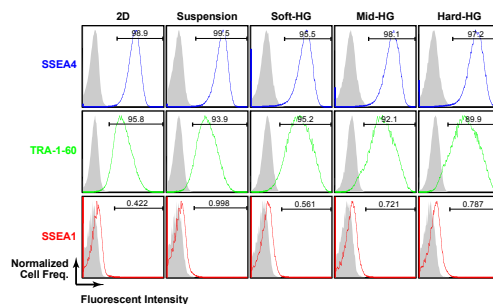 2D Suspension Soft-HG Mid-HG Hard-HG
SSEA4 98.9 99.5 95.5 98.1 97.2
TRA-1-60 95.8 93.9 95.2 92.1 89.9
SSEA1 0.422 0.998 0.561 0.721 0.787
Normalized
Cell Freq.
Fluorescent Intensity